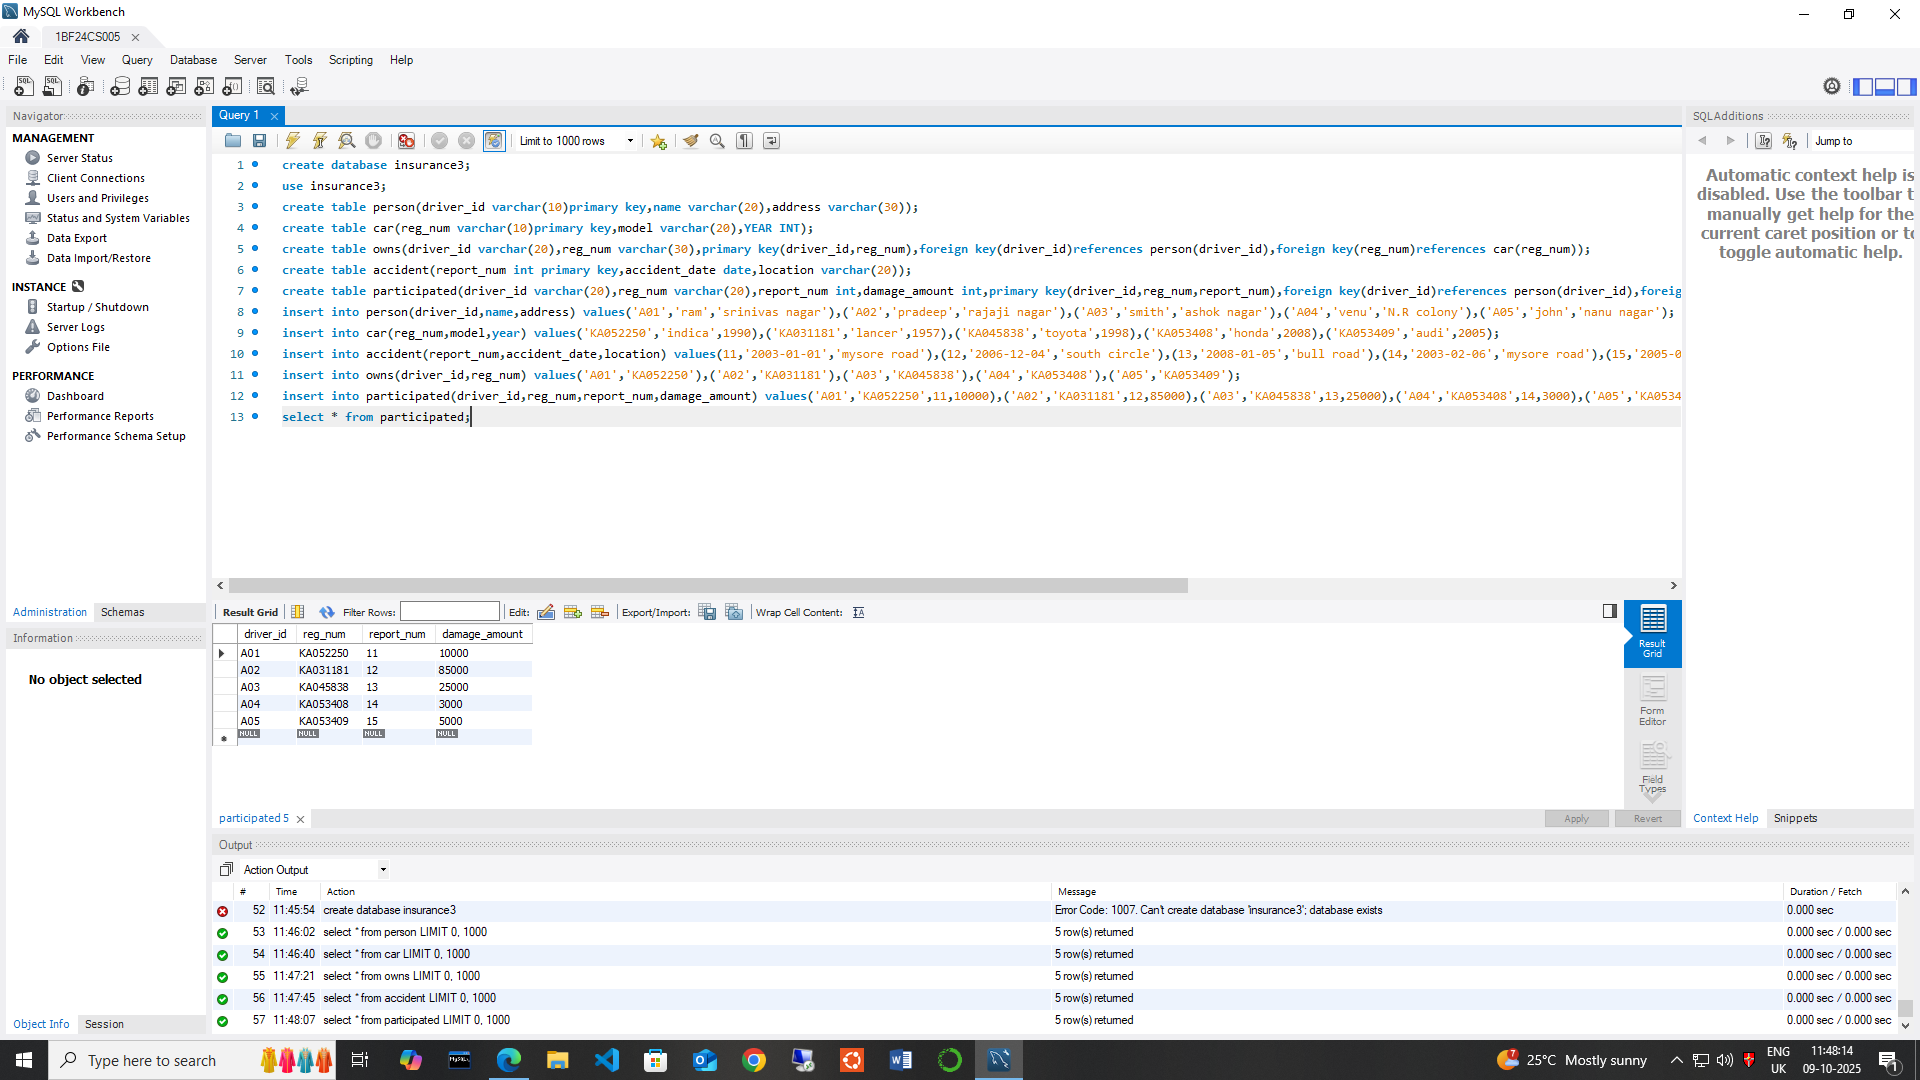 MySQL Workbench
1BF24CS005
File Edit View Query Database Server Tools Scripting Help
Navigator
MANAGEMENT
Server Status
Client Connections
Users and Privileges
Status and System Variables
Data Export
Data Import/Restore
INSTANCE
Startup / Shutdown
Server Logs
Options File
PERFORMANCE
Dashboard
Performance Reports
Performance Schema Setup
Administration Schemas
Information
No object selected
Object Info Session
Query 1
Limit to 1000 rows
1 create database insurance3;
2 use insurance3;
3 create table person(driver_id varchar(10)primary key,name varchar(20),address varchar(30));
4 create table car(reg_num varchar(10)primary key,model varchar(20),YEAR INT);
5 create table owns(driver_id varchar(20),reg_num varchar(30),primary key(driver_id,reg_num),foreign key(driver_id)references person(driver_id),foreign key(reg_num)references car(reg_num));
6 create table accident(report_num int primary key,accident_date date,location varchar(20));
7 create table participated(driver_id varchar(20),reg_num varchar(20),report_num int,damage_amount int,primary key(driver_id,reg_num,report_num),foreign key(driver_id)references person(driver_id),foreig
8 insert into person(driver_id,name,address) values('A01','ram','srinivas nagar'),('A02','pradeep','rajaji nagar'),('A03','smith','ashok nagar'),('A04','venu','N.R colony'),('A05','john','nanu nagar');
9 insert into car(reg_num,model,year) values('KA052250','indica',1990),('KA031181','lancer',1957),('KA045838','toyota',1998),('KA053408','honda',2008),('KA053409','audi',2005);
10 insert into accident(report_num,accident_date,location) values(11,'2003-01-01','mysore road'),(12,'2006-12-04','south circle'),(13,'2008-01-05','bull road'),(14,'2003-02-06','mysore road'),(15,'2005-0
11 insert into owns(driver_id,reg_num) values('A01','KA052250'),('A02','KA031181'),('A03','KA045838'),('A04','KA053408'),('A05','KA053409');
12 insert into participated(driver_id,reg_num,report_num,damage_amount) values('A01','KA052250',11,10000),('A02','KA031181',12,85000),('A03','KA045838',13,25000),('A04','KA053408',14,3000),('A05','KA0534
13 select * from participated;
Result Grid Filter Rows: Edit: Export/Import: Wrap Cell Content:
driver_id reg_num report_num damage_amount
A01 KA052250 11 10000
A02 KA031181 12 85000
A03 KA045838 13 25000
A04 KA053408 14 3000
A05 KA053409 15 5000
NULL NULL NULL NULL
Result
Grid
Form
Editor
Field
Types
participated 5
Apply Revert
SQLAdditions
Jump to
Automatic context help is
disabled. Use the toolbar t
manually get help for the
current caret position or to
toggle automatic help.
Context Help Snippets
Output
Action Output
# Time Action Message Duration / Fetch
52 11:45:54 create database insurance3 Error Code: 1007. Can't create database 'insurance3'; database exists 0.000 sec
53 11:46:02 select * from person LIMIT 0, 1000 5 row(s) returned 0.000 sec / 0.000 sec
54 11:46:40 select * from car LIMIT 0, 1000 5 row(s) returned 0.000 sec / 0.000 sec
55 11:47:21 select * from owns LIMIT 0, 1000 5 row(s) returned 0.000 sec / 0.000 sec
56 11:47:45 select * from accident LIMIT 0, 1000 5 row(s) returned 0.000 sec / 0.000 sec
57 11:48:07 select * from participated LIMIT 0, 1000 5 row(s) returned 0.000 sec / 0.000 sec
Type here to search
25°C Mostly sunny
ENG
UK
11:48:14
09-10-2025